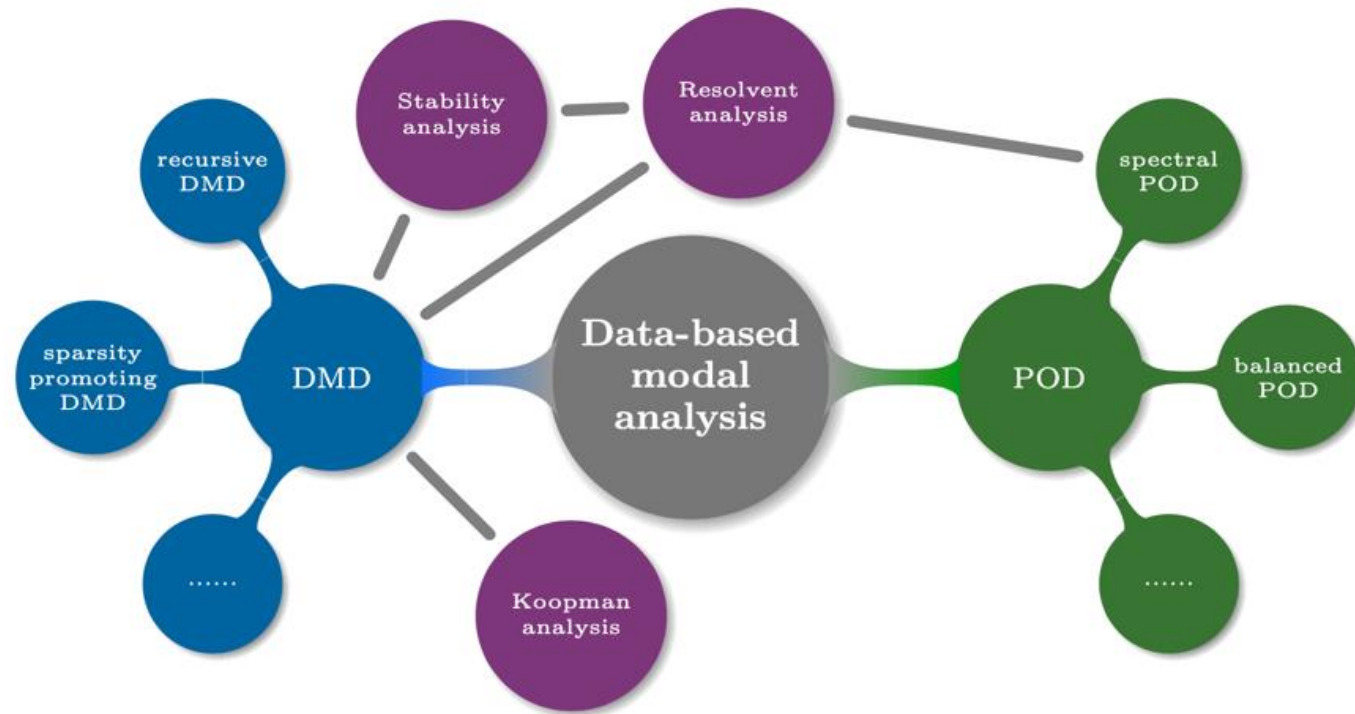 Stability
analysis
Resolvent
analysis
recursive
DMD
spectral
POD
sparsity
promoting
DMD
DMD
Data-based
modal
analysis
POD
balanced
POD
......
Koopman
analysis
......